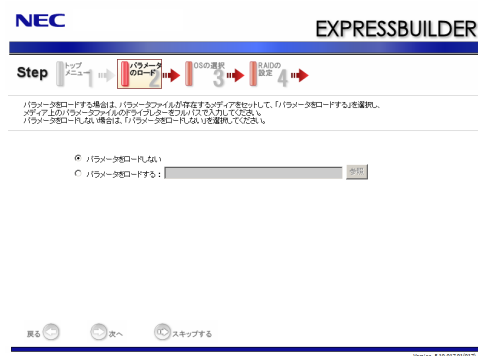 NEC
EXPRESSBUILDER
Step トップメニュー 1 パラメータのロード 2 OSの選択 3 RAIDの設定 4
パラメータをロードする場合は、パラメータファイルが存在するメディアをセットして、「パラメータをロードする」を選択し、
メディア上のパラメータファイルのドライブレターをフルパスで入力してください。
パラメータをロードしない場合は、「パラメータをロードしない」を選択してください。
パラメータをロードしない
パラメータをロードする：
参照
戻る 次へ スキップする